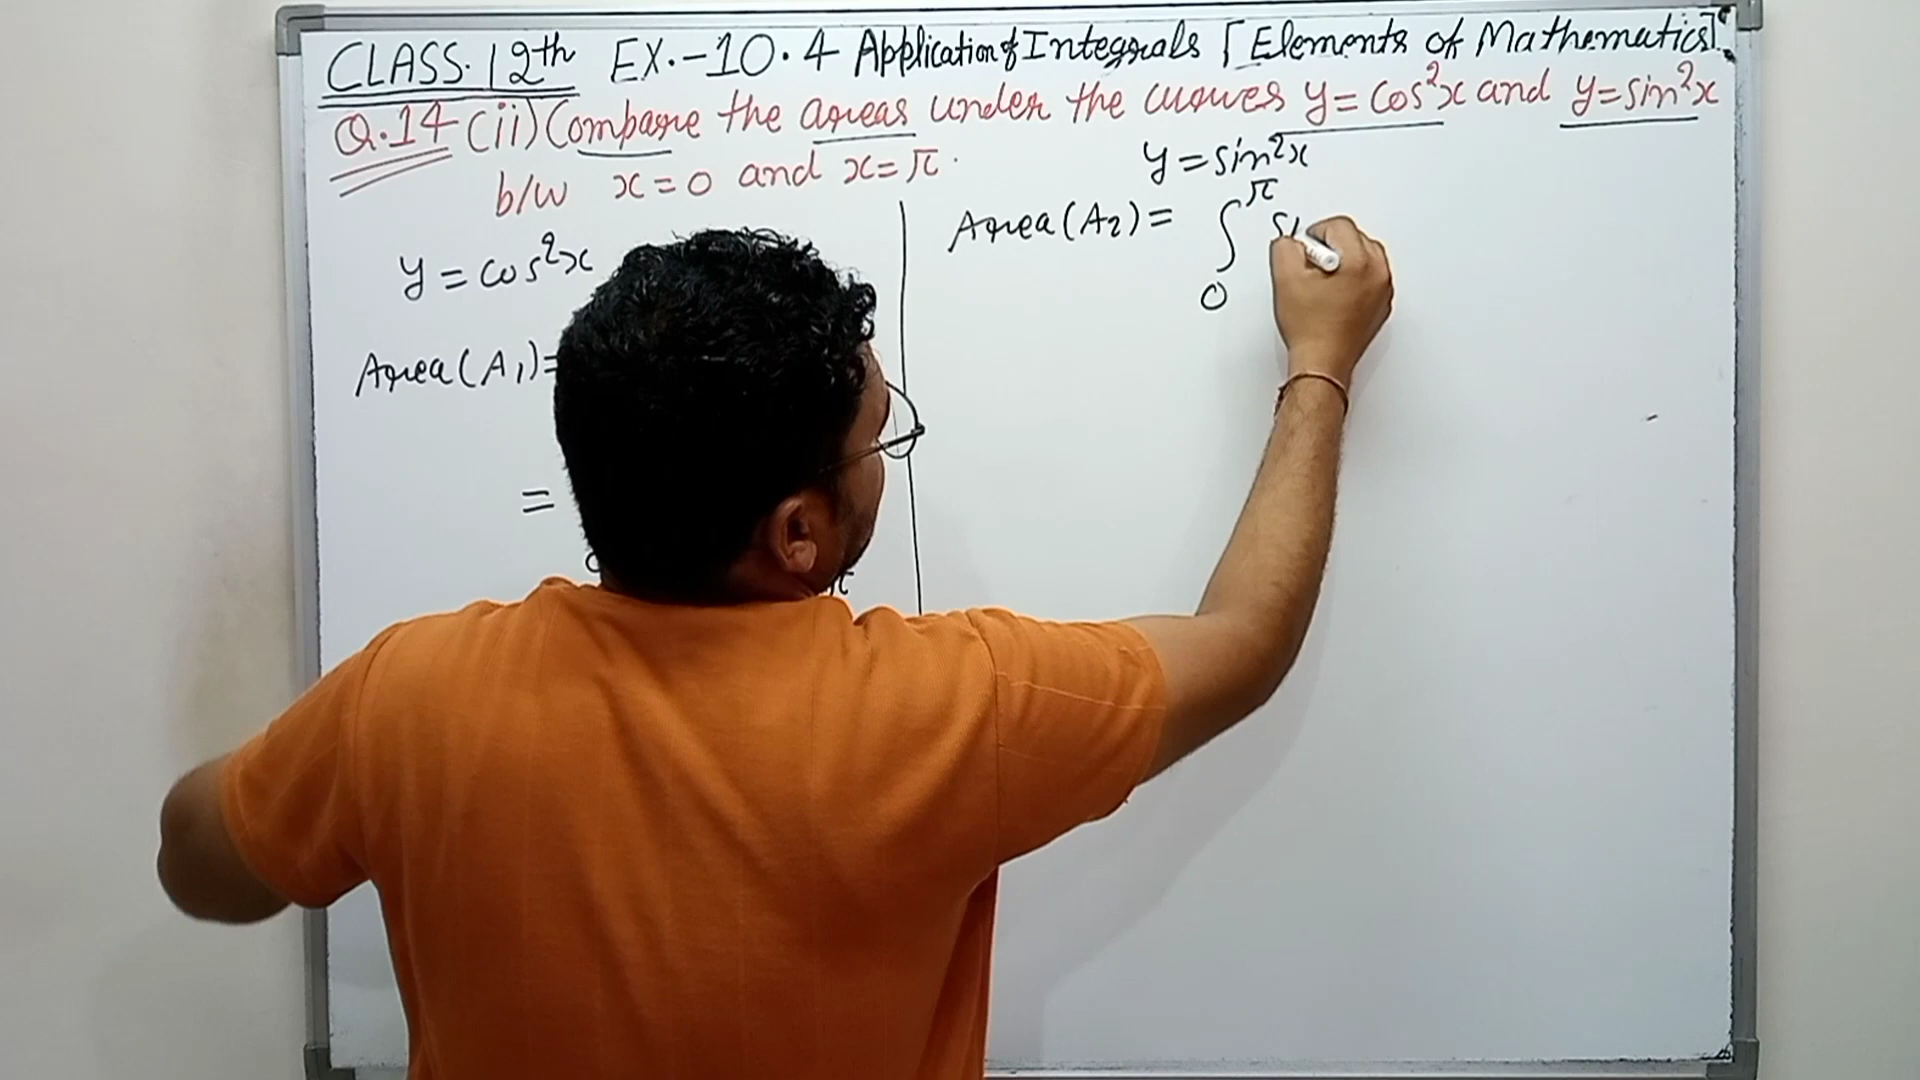 CLASS. 12th EX.-10.4 Application of Integrals [Elements of Mathematics]
Q.14 (ii) Compare the areas under the curves y = cos²x and y = sin²x
b/w x = 0 and x = π.
y = cos²x
Area (A₁) =
=
y = sin²x
Area (A₂) = ∫₀^π si